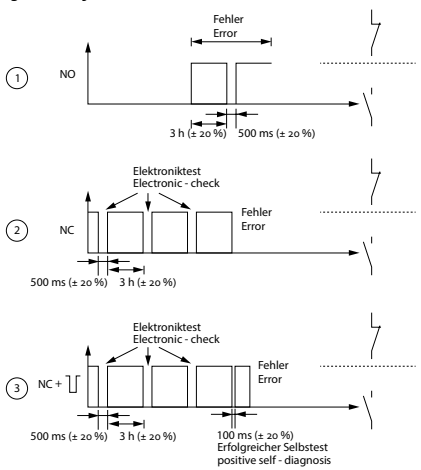 Fehler
Error
1
NO
3 h (± 20 %)
500 ms (± 20 %)
Elektroniktest
Electronic - check
2
NC
Fehler
Error
500 ms (± 20 %)
3 h (± 20 %)
Elektroniktest
Electronic - check
3
NC +
Fehler
Error
500 ms (± 20 %)
3 h (± 20 %)
100 ms (± 20 %)
Erfolgreicher Selbstest
positive self - diagnosis